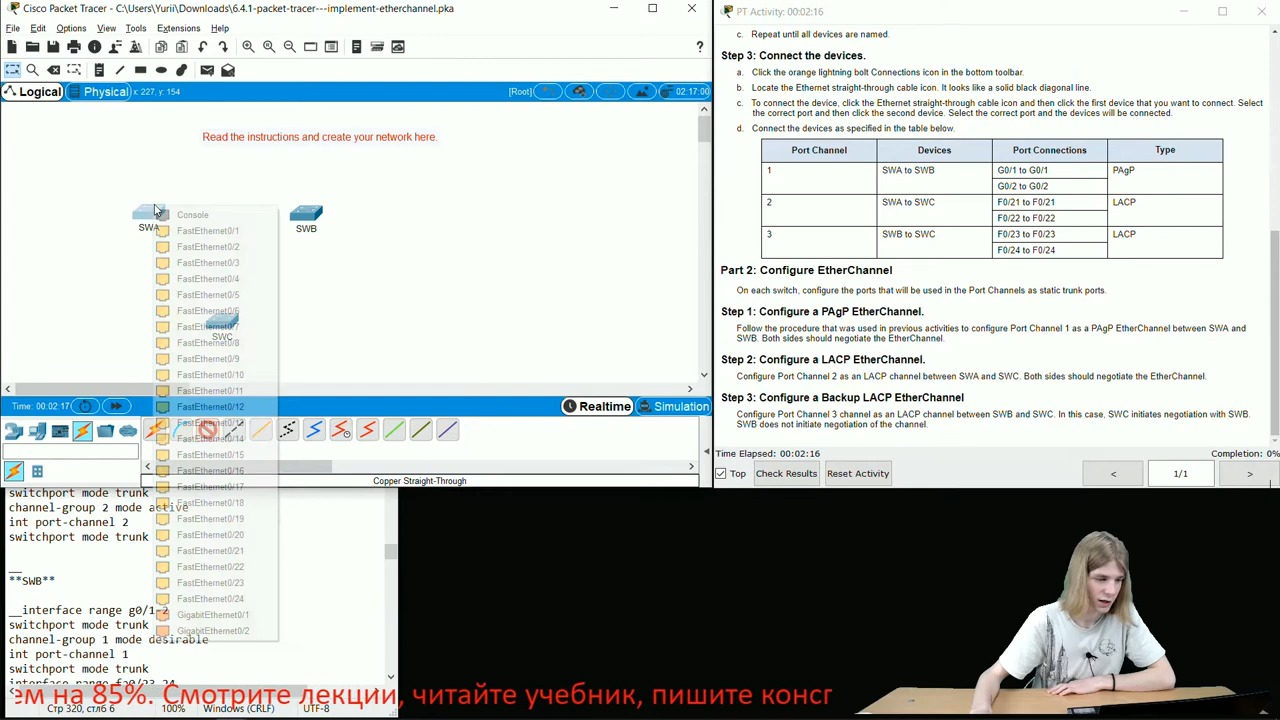 Cisco Packet Tracer - C:\Users\Yurii\Downloads\6.4.1-packet-tracer---implement-etherchannel.pka
File Edit Options View Tools Extensions Help
Logical Physical x: 227, y: 154 [Root] 02:17:00
Read the instructions and create your network here.
SWA
SWB
SWC
Console
FastEthernet0/1
FastEthernet0/2
FastEthernet0/3
FastEthernet0/4
FastEthernet0/5
FastEthernet0/6
FastEthernet0/7
FastEthernet0/8
FastEthernet0/9
FastEthernet0/10
FastEthernet0/11
FastEthernet0/12
FastEthernet0/13
FastEthernet0/14
FastEthernet0/15
FastEthernet0/16
FastEthernet0/17
FastEthernet0/18
FastEthernet0/19
FastEthernet0/20
FastEthernet0/21
FastEthernet0/22
FastEthernet0/23
FastEthernet0/24
GigabitEthernet0/1
GigabitEthernet0/2
Time: 00:02:17 Realtime Simulation
Copper Straight-Through
PT Activity: 00:02:16
c. Repeat until all devices are named.
Step 3: Connect the devices.
a. Click the orange lightning bolt Connections icon in the bottom toolbar.
b. Locate the Ethernet straight-through cable icon. It looks like a solid black diagonal line.
c. To connect the device, click the Ethernet straight-through cable icon and then click the first device that you want to connect. Select
the correct port and then click the second device. Select the correct port and the devices will be connected.
d. Connect the devices as specified in the table below.
Port Channel Devices Port Connections Type
1 SWA to SWB G0/1 to G0/1 PAgP
G0/2 to G0/2
2 SWA to SWC F0/21 to F0/21 LACP
F0/22 to F0/22
3 SWB to SWC F0/23 to F0/23 LACP
F0/24 to F0/24
Part 2: Configure EtherChannel
On each switch, configure the ports that will be used in the Port Channels as static trunk ports.
Step 1: Configure a PAgP EtherChannel.
Follow the procedure that was used in previous activities to configure Port Channel 1 as a PAgP EtherChannel between SWA and
SWB. Both sides should negotiate the EtherChannel.
Step 2: Configure a LACP EtherChannel.
Configure Port Channel 2 as an LACP channel between SWA and SWC. Both sides should negotiate the EtherChannel.
Step 3: Configure a Backup LACP EtherChannel
Configure Port Channel 3 channel as an LACP channel between SWB and SWC. In this case, SWC initiates negotiation with SWB.
SWB does not initiate negotiation of the channel.
Time Elapsed: 00:02:16 Completion: 0%
Top Check Results Reset Activity < 1/1 >
switchport mode trunk
channel-group 2 mode active
int port-channel 2
switchport mode trunk
__
**SWB**
__interface range g0/1-2
switchport mode trunk
channel-group 1 mode desirable
int port-channel 1
switchport mode trunk
interface range fa0/23-24
ем на 85%. Смотрите лекции, читайте учебник, пишите конс
Стр 320, стлб 6 100% Windows (CRLF) UTF-8